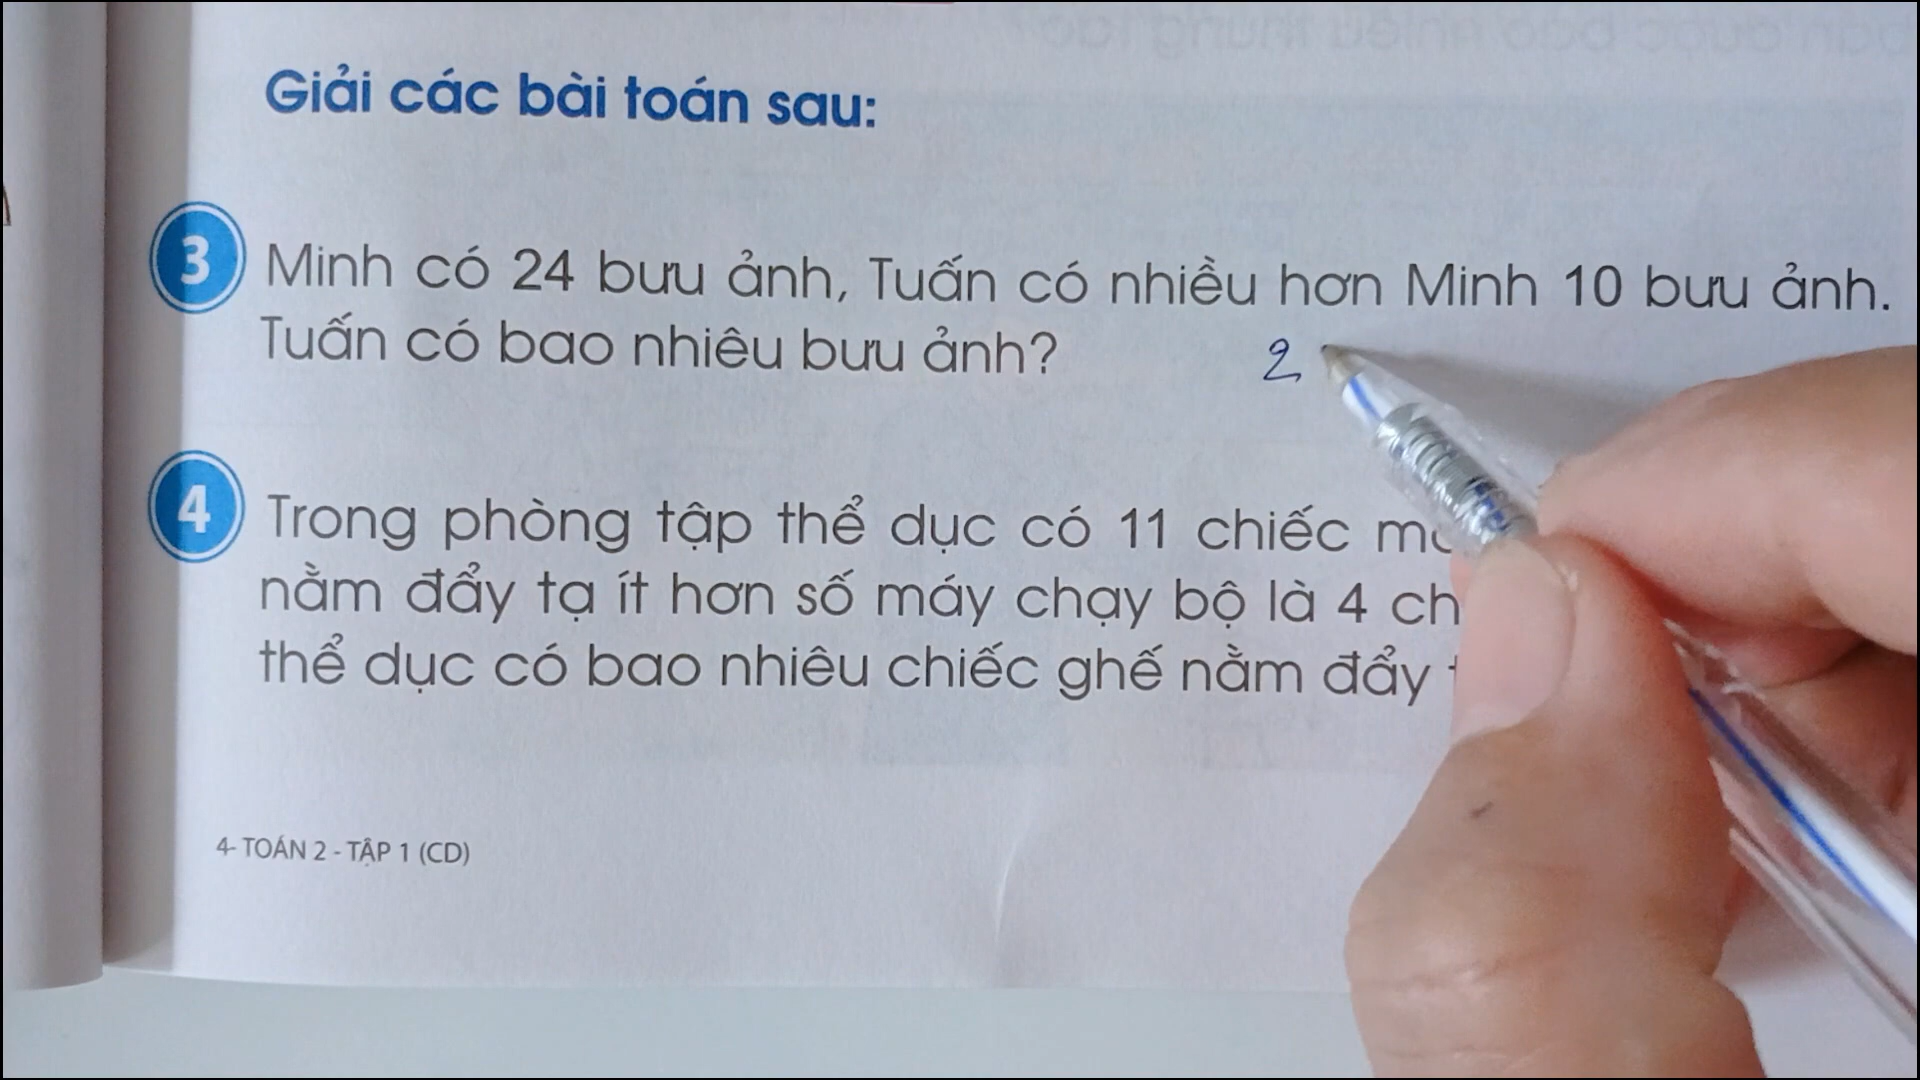 Giải các bài toán sau:
3 Minh có 24 bưu ảnh, Tuấn có nhiều hơn Minh 10 bưu ảnh.
Tuấn có bao nhiêu bưu ảnh?
2
4 Trong phòng tập thể dục có 11 chiếc
nằm đẩy tạ ít hơn số máy chạy bộ là 4
thể dục có bao nhiêu chiếc ghế nằm đẩy
4- TOÁN 2 - TẬP 1 (CD)